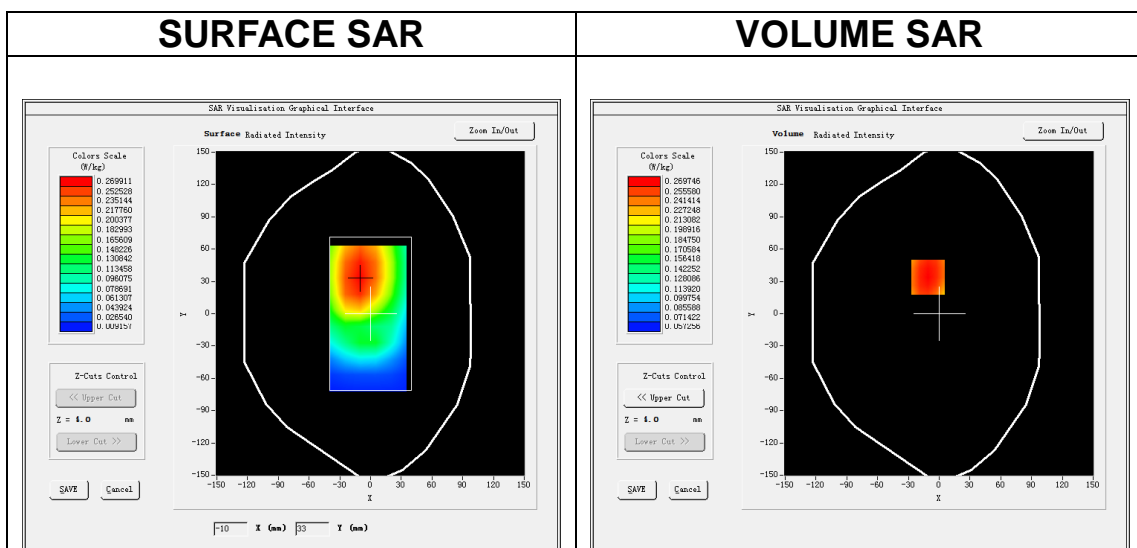 SURFACE SAR
VOLUME SAR
SAR Visualisation Graphical Interface
Surface Radiated Intensity
Zoom In/Out
Colors Scale
(W/kg)
0.269911
0.252528
0.235144
0.217760
0.200377
0.182993
0.165609
0.148226
0.130842
0.113458
0.096075
0.078691
0.061307
0.043924
0.026540
0.009157
150
120
90
60
30
0
-30
-60
-90
-120
-150
Y
-150 -120 -90 -60 -30 0 30 60 90 120 150
X
Z-Cuts Control
<< Upper Cut
Z = 4.0 mm
Lower Cut >>
SAVE
Cancel
-10 X (mm) 33 Y (mm)
SAR Visualisation Graphical Interface
Volume Radiated Intensity
Zoom In/Out
Colors Scale
(W/kg)
0.269746
0.255580
0.241414
0.227248
0.213082
0.198916
0.184750
0.170584
0.156418
0.142252
0.128086
0.113920
0.099754
0.085588
0.071422
0.057256
150
120
90
60
30
0
-30
-60
-90
-120
-150
Y
-150 -120 -90 -60 -30 0 30 60 90 120 150
X
Z-Cuts Control
<< Upper Cut
Z = 4.0 mm
Lower Cut >>
SAVE
Cancel